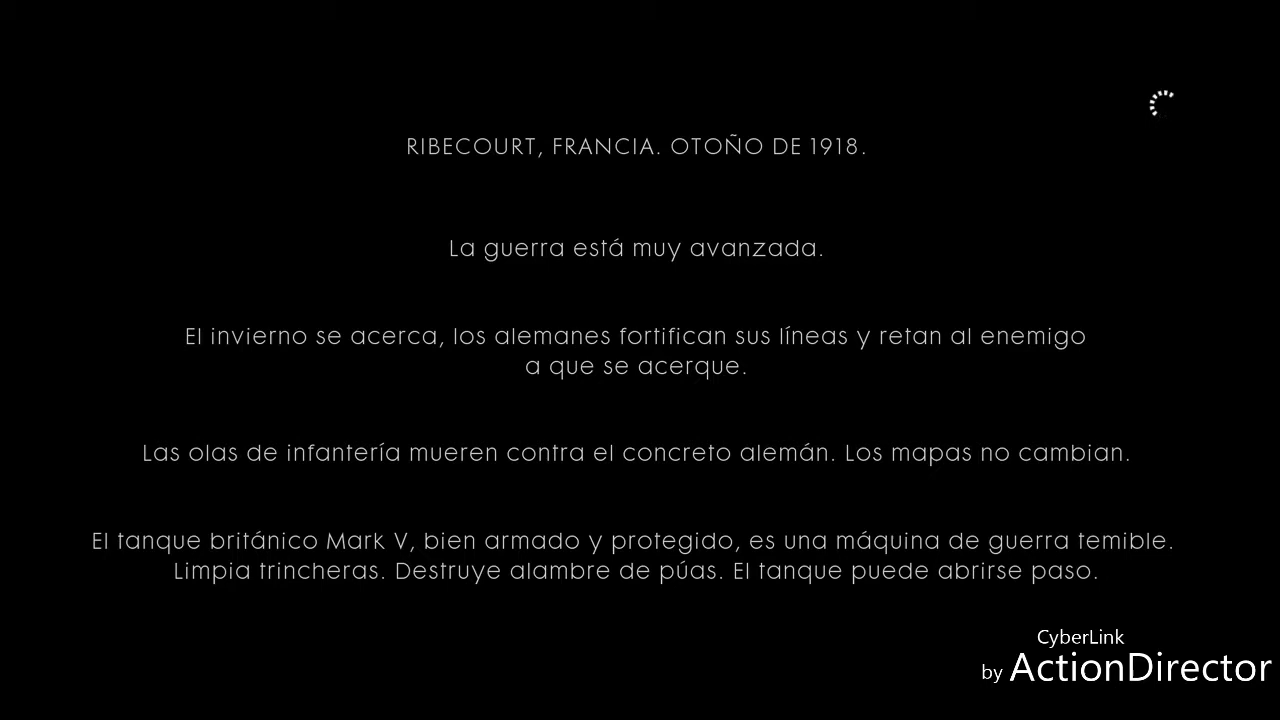 RIBECOURT, FRANCIA. OTOÑO DE 1918.
La guerra está muy avanzada.
El invierno se acerca, los alemanes fortifican sus líneas y retan al enemigo
a que se acerque.
Las olas de infantería mueren contra el concreto alemán. Los mapas no cambian.
El tanque británico Mark V, bien armado y protegido, es una máquina de guerra temible.
Limpia trincheras. Destruye alambre de púas. El tanque puede abrirse paso.
CyberLink
by ActionDirector